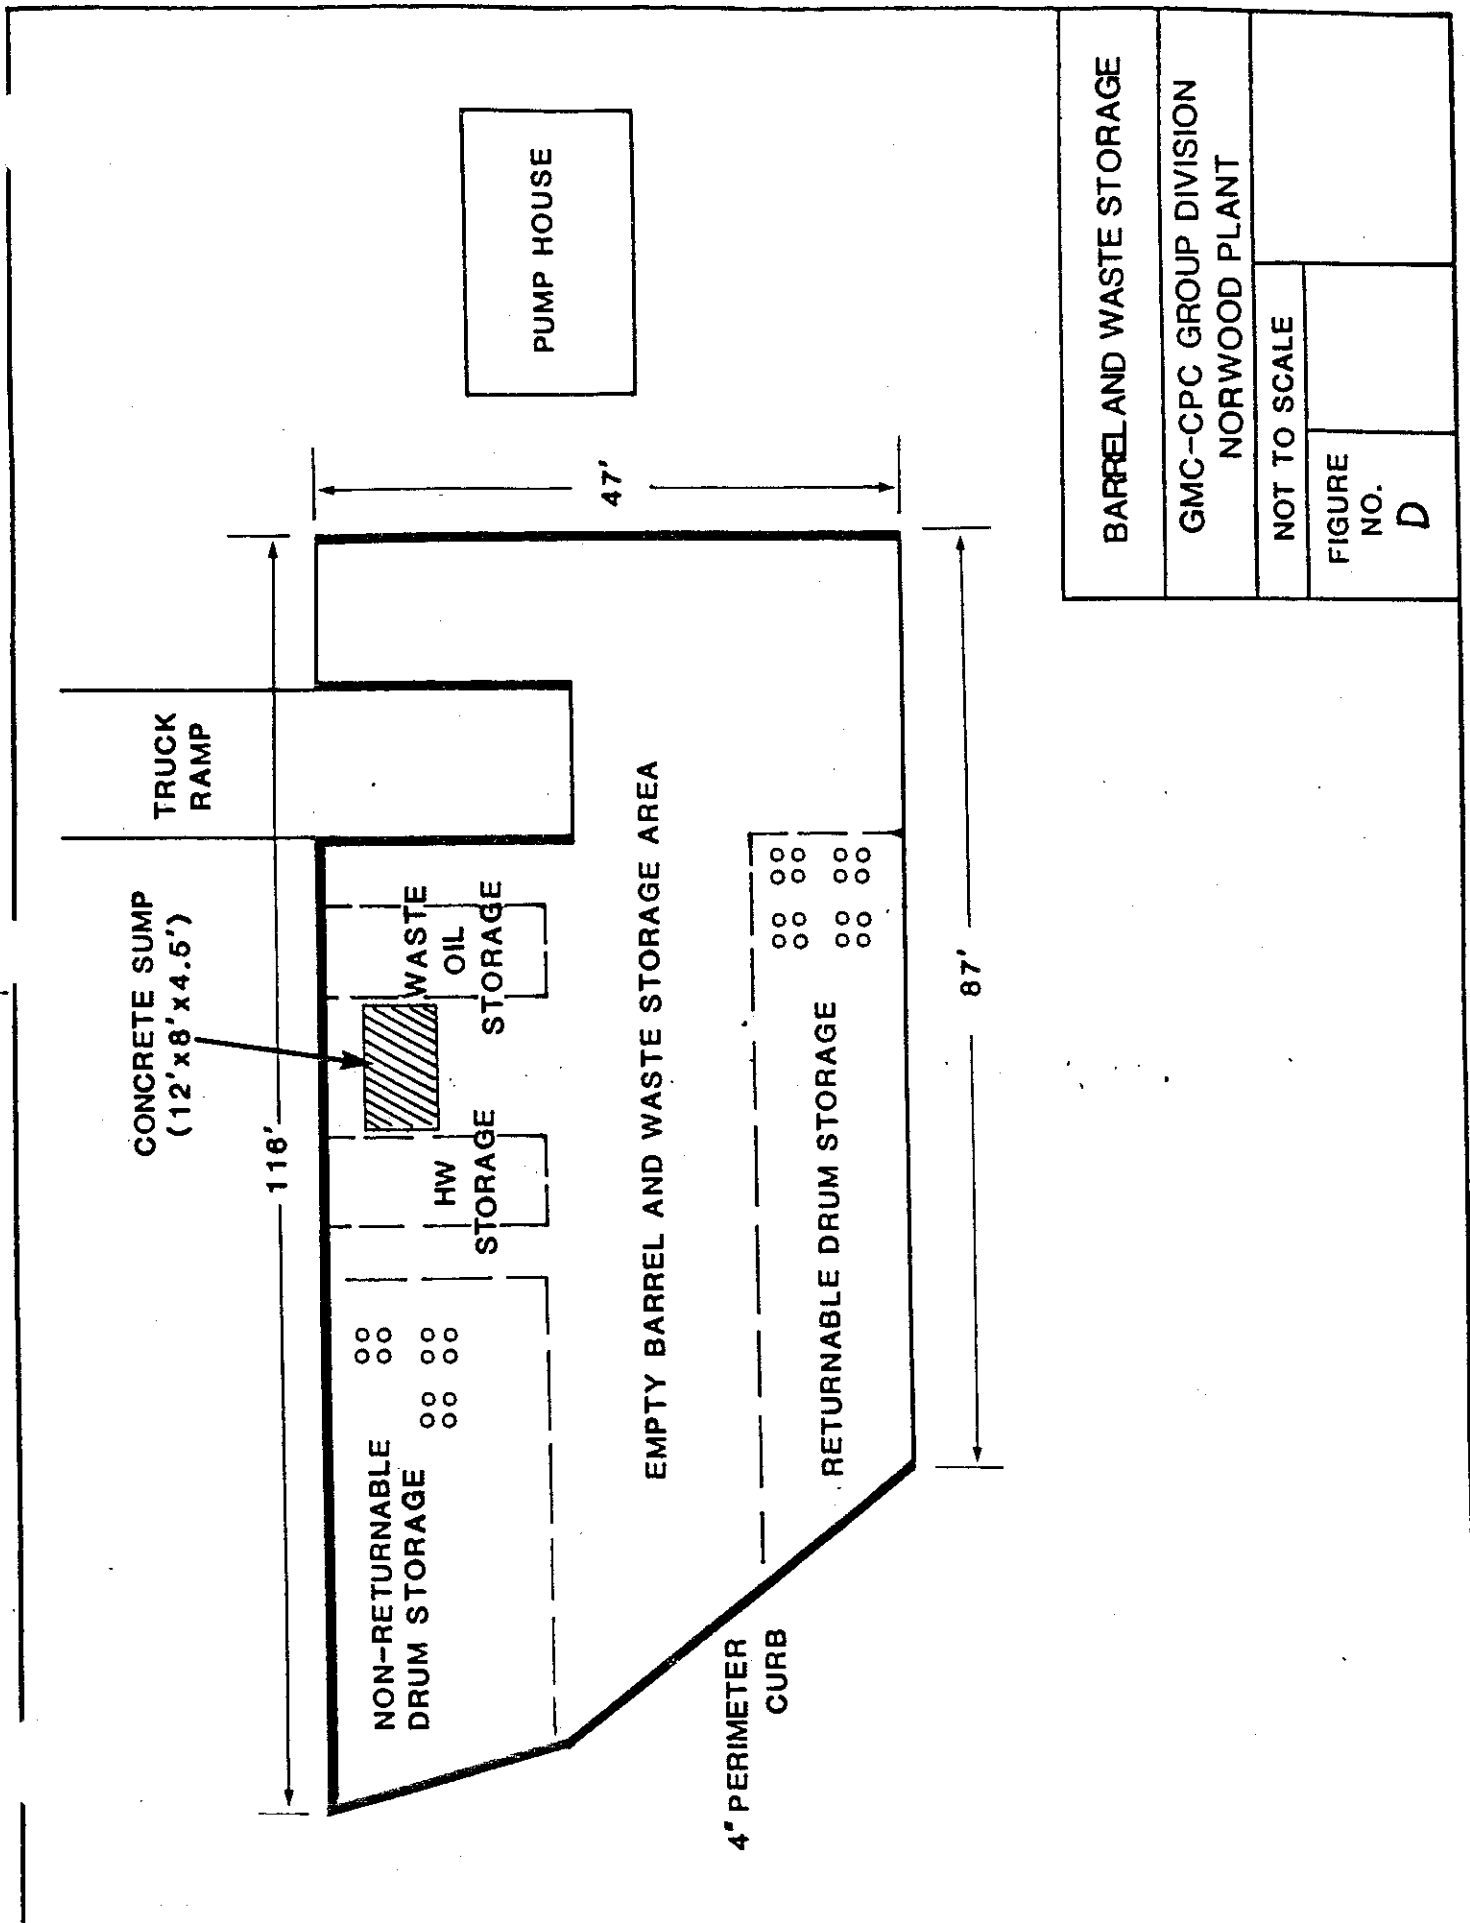 CONCRETE SUMP
(12'x8'x4.5')
TRUCK
RAMP
116'
NON-RETURNABLE
DRUM STORAGE
HW
STORAGE
WASTE
OIL
STORAGE
47'
PUMP HOUSE
EMPTY BARREL AND WASTE STORAGE AREA
4" PERIMETER
CURB
RETURNABLE DRUM STORAGE
87'
BARREL AND WASTE STORAGE
GMC-CPC GROUP DIVISION
NORWOOD PLANT
NOT TO SCALE
FIGURE
NO.
D